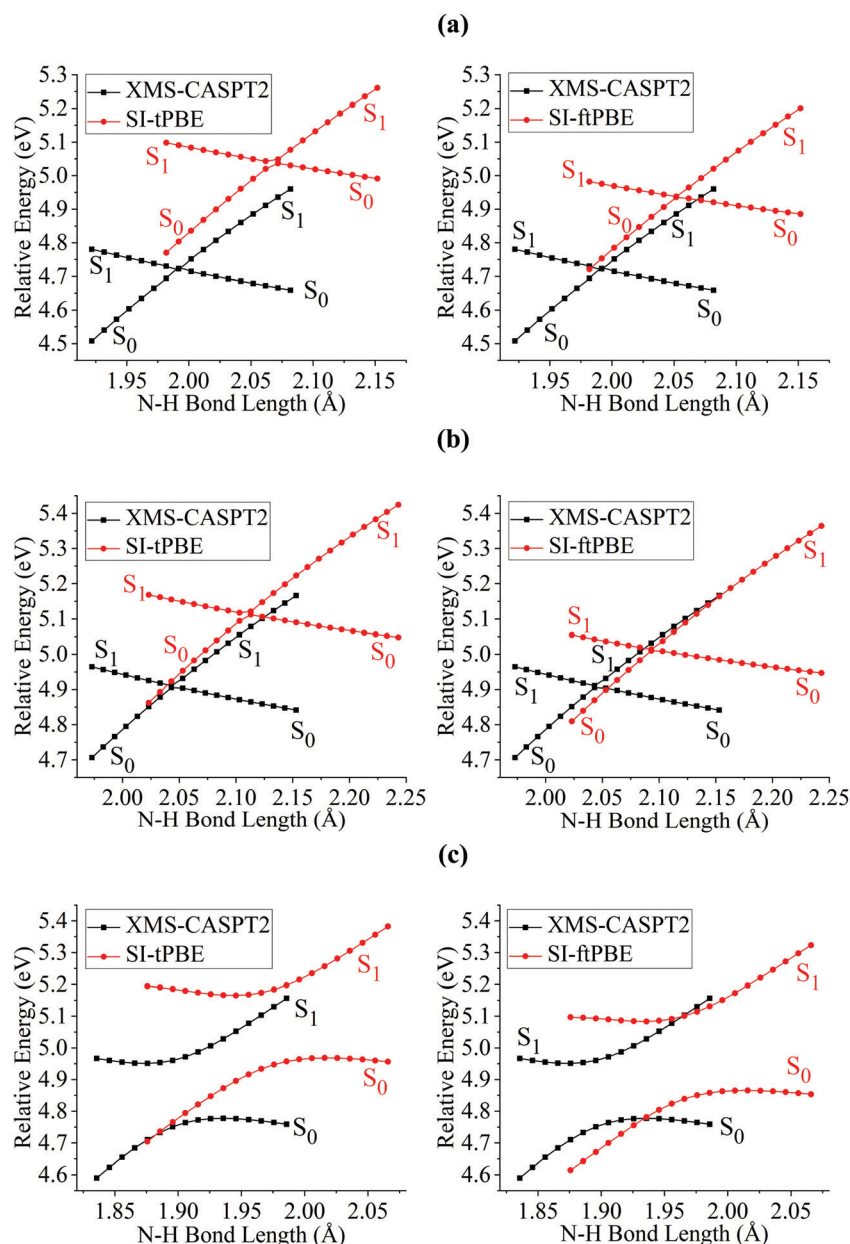 (a)
XMS-CASPT2
SI-tPBE
S1
S1
S0
S0
S1
S1
S0
S0
Relative Energy (eV)
5.3
5.2
5.1
5.0
4.9
4.8
4.7
4.6
4.5
1.95 2.00 2.05 2.10 2.15
N-H Bond Length (Å)
XMS-CASPT2
SI-ftPBE
S1
S1
S0
S0
S1
S1
S0
S0
Relative Energy (eV)
5.3
5.2
5.1
5.0
4.9
4.8
4.7
4.6
4.5
1.95 2.00 2.05 2.10 2.15
N-H Bond Length (Å)
(b)
XMS-CASPT2
SI-tPBE
S1
S1
S0
S1
S1
S0
S0
S0
Relative Energy (eV)
5.4
5.3
5.2
5.1
5.0
4.9
4.8
4.7
2.00 2.05 2.10 2.15 2.20 2.25
N-H Bond Length (Å)
XMS-CASPT2
SI-ftPBE
S1
S1
S1
S1
S0
S0
S0
S0
Relative Energy (eV)
5.4
5.3
5.2
5.1
5.0
4.9
4.8
4.7
2.00 2.05 2.10 2.15 2.20 2.25
N-H Bond Length (Å)
(c)
XMS-CASPT2
SI-tPBE
S1
S1
S0
S0
Relative Energy (eV)
5.4
5.3
5.2
5.1
5.0
4.9
4.8
4.7
4.6
1.85 1.90 1.95 2.00 2.05
N-H Bond Length (Å)
XMS-CASPT2
SI-ftPBE
S1
S1
S0
S0
Relative Energy (eV)
5.4
5.3
5.2
5.1
5.0
4.9
4.8
4.7
4.6
1.85 1.90 1.95 2.00 2.05
N-H Bond Length (Å)